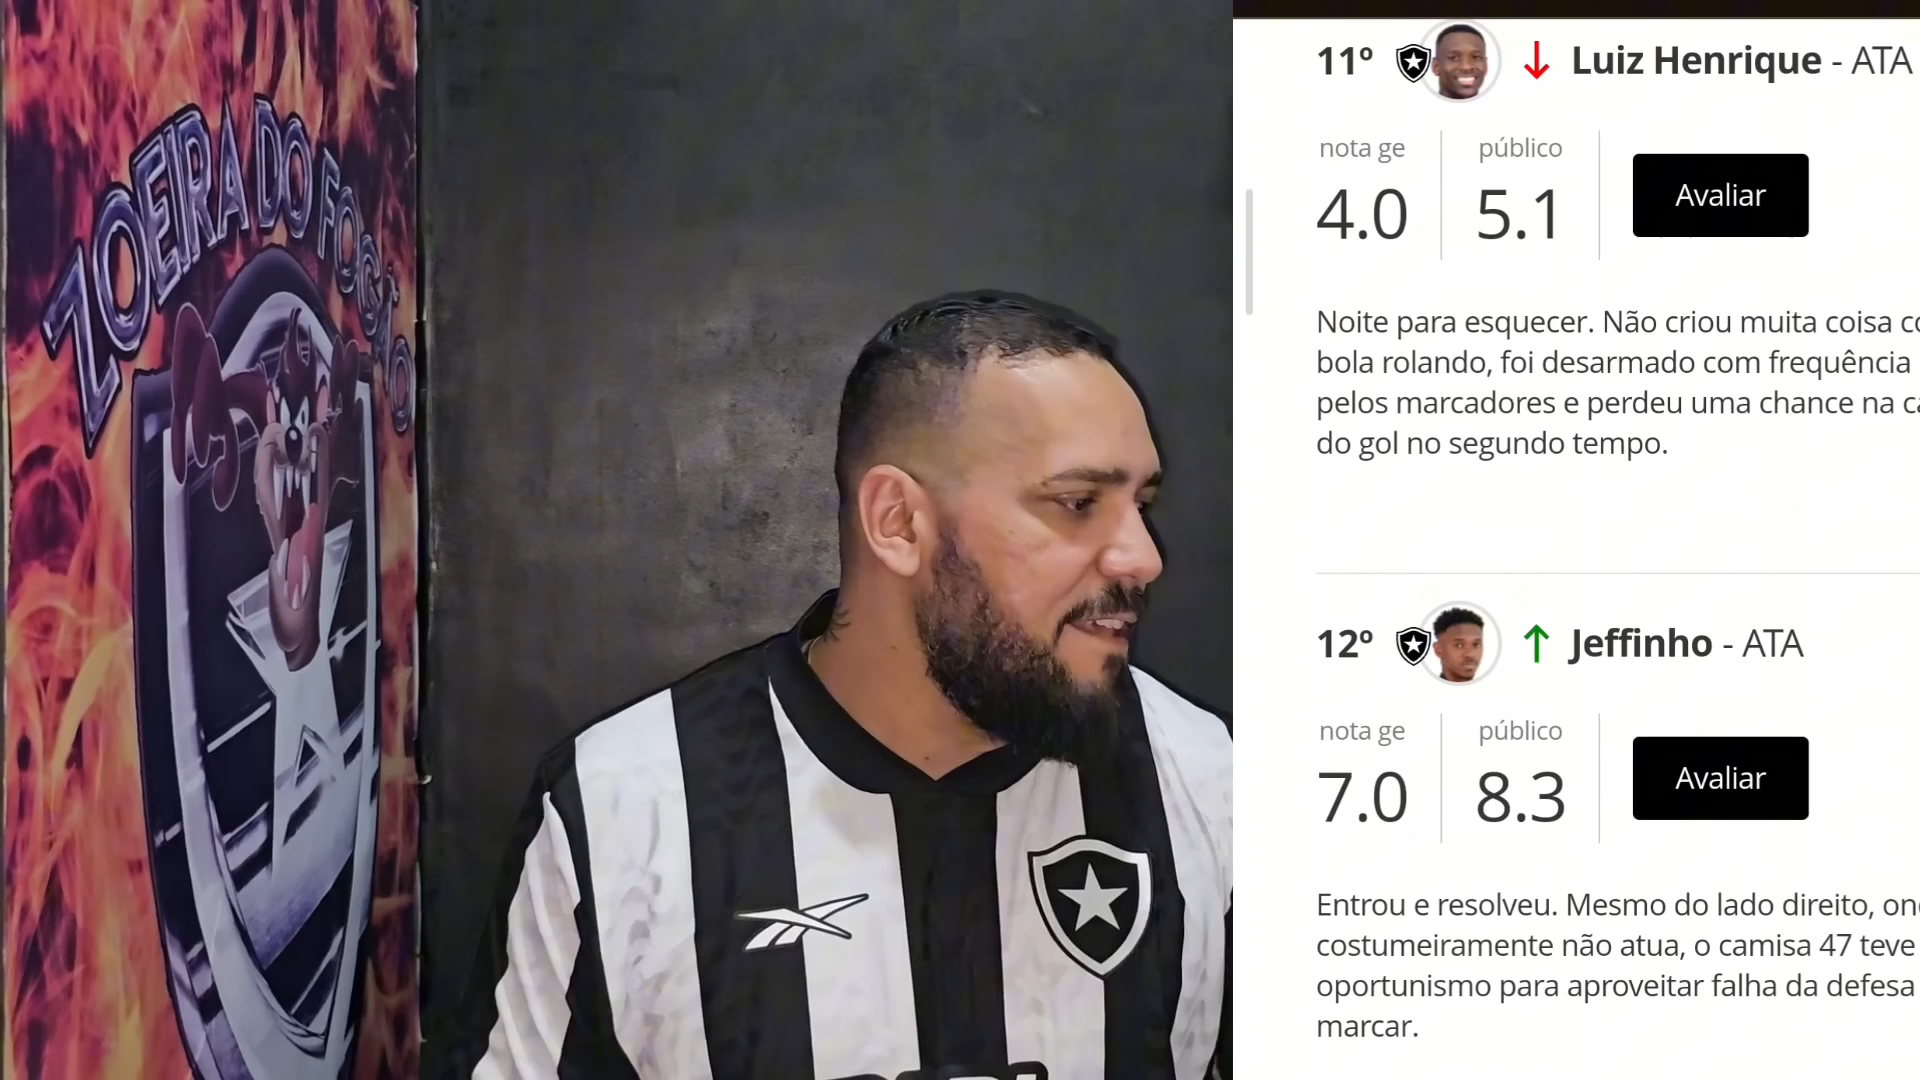 ZOEIRA DO FOGÃO
11º Luiz Henrique - ATA
nota ge público
4.0 5.1 Avaliar
Noite para esquecer. Não criou muita coisa
bola rolando, foi desarmado com frequência
pelos marcadores e perdeu uma chance na
do gol no segundo tempo.
12º Jeffinho - ATA
nota ge público
7.0 8.3 Avaliar
Entrou e resolveu. Mesmo do lado direito,
costumeiramente não atua, o camisa 47 teve
oportunismo para aproveitar falha da defesa
marcar.